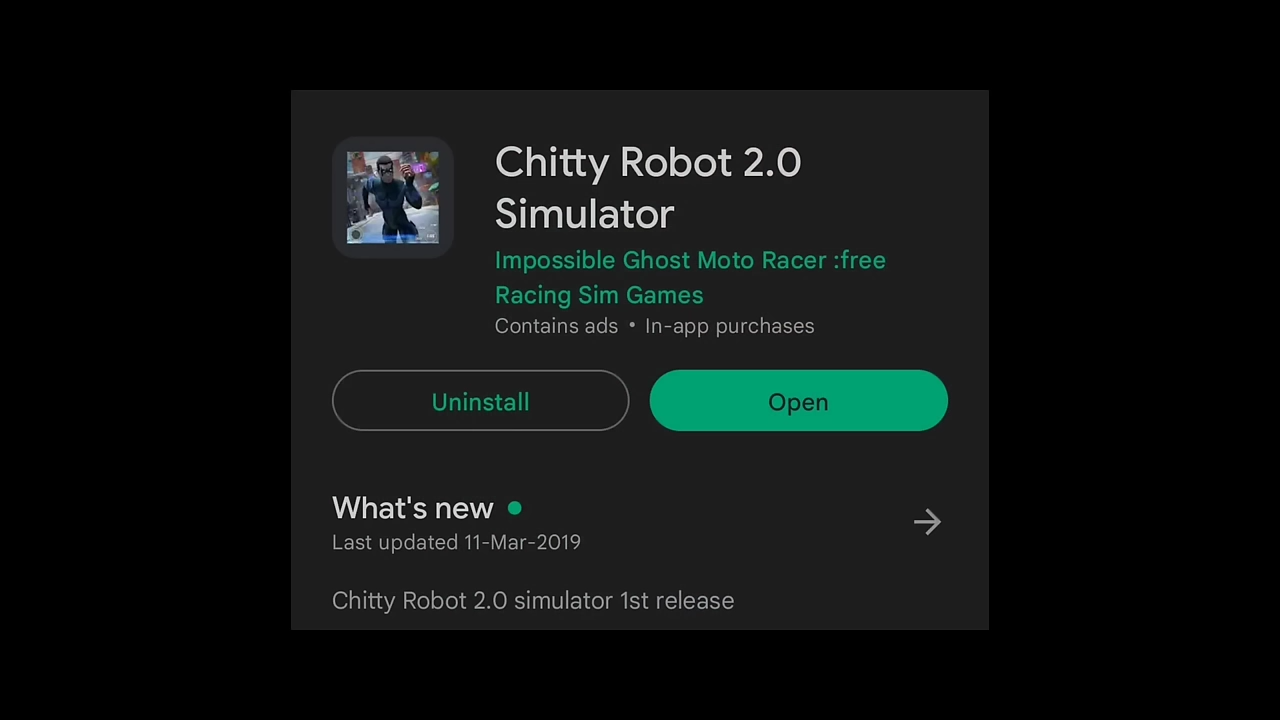 Chitty Robot 2.0
Simulator
Impossible Ghost Moto Racer :free
Racing Sim Games
Contains ads • In-app purchases
Uninstall
Open
What's new
Last updated 11-Mar-2019
Chitty Robot 2.0 simulator 1st release